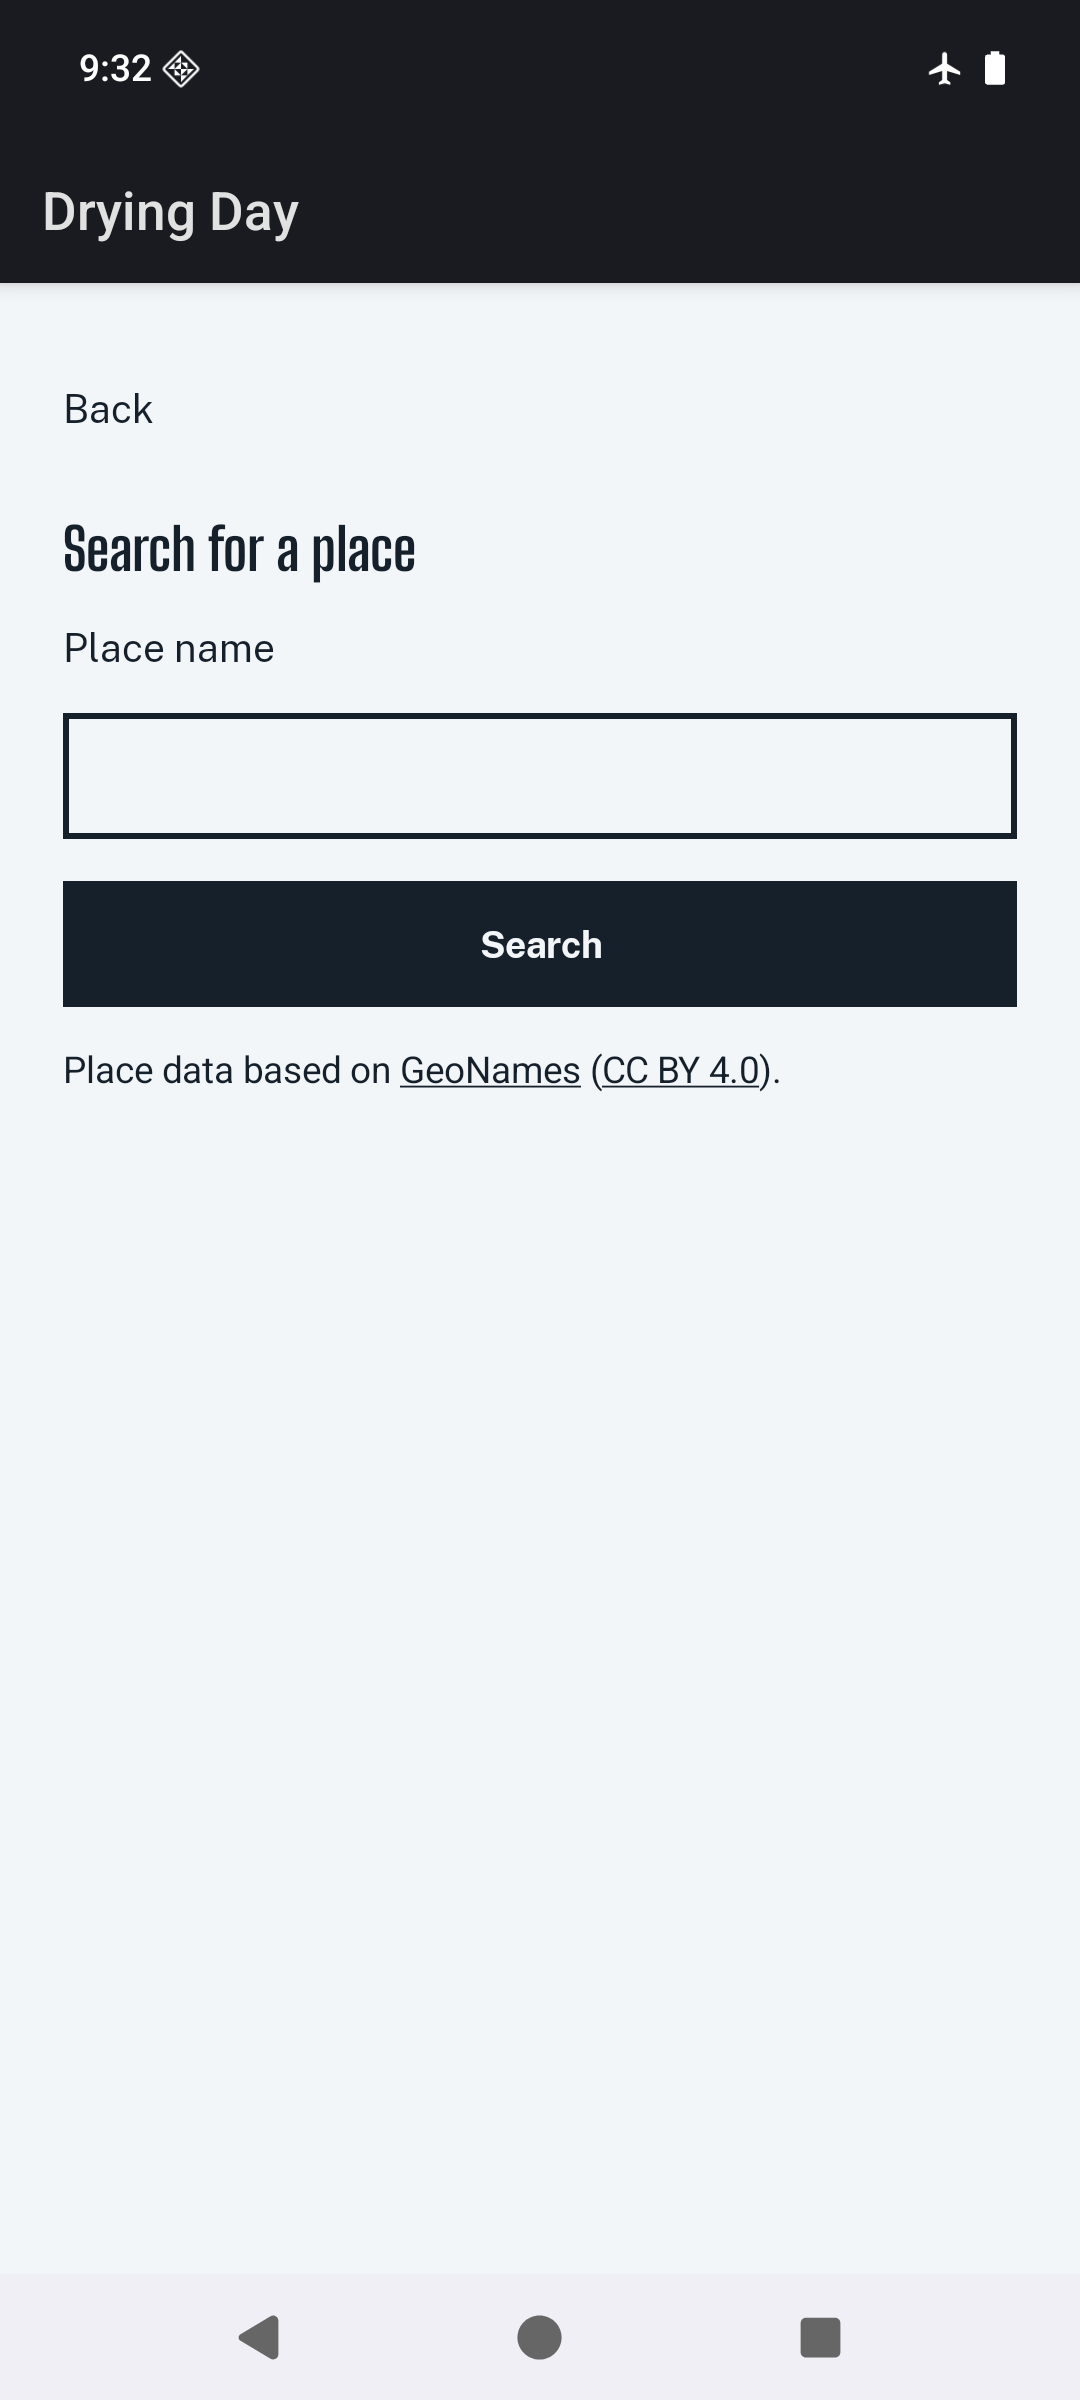 9:32
Drying Day
Back
Search for a place
Place name
Search
Place data based on GeoNames (CC BY 4.0).